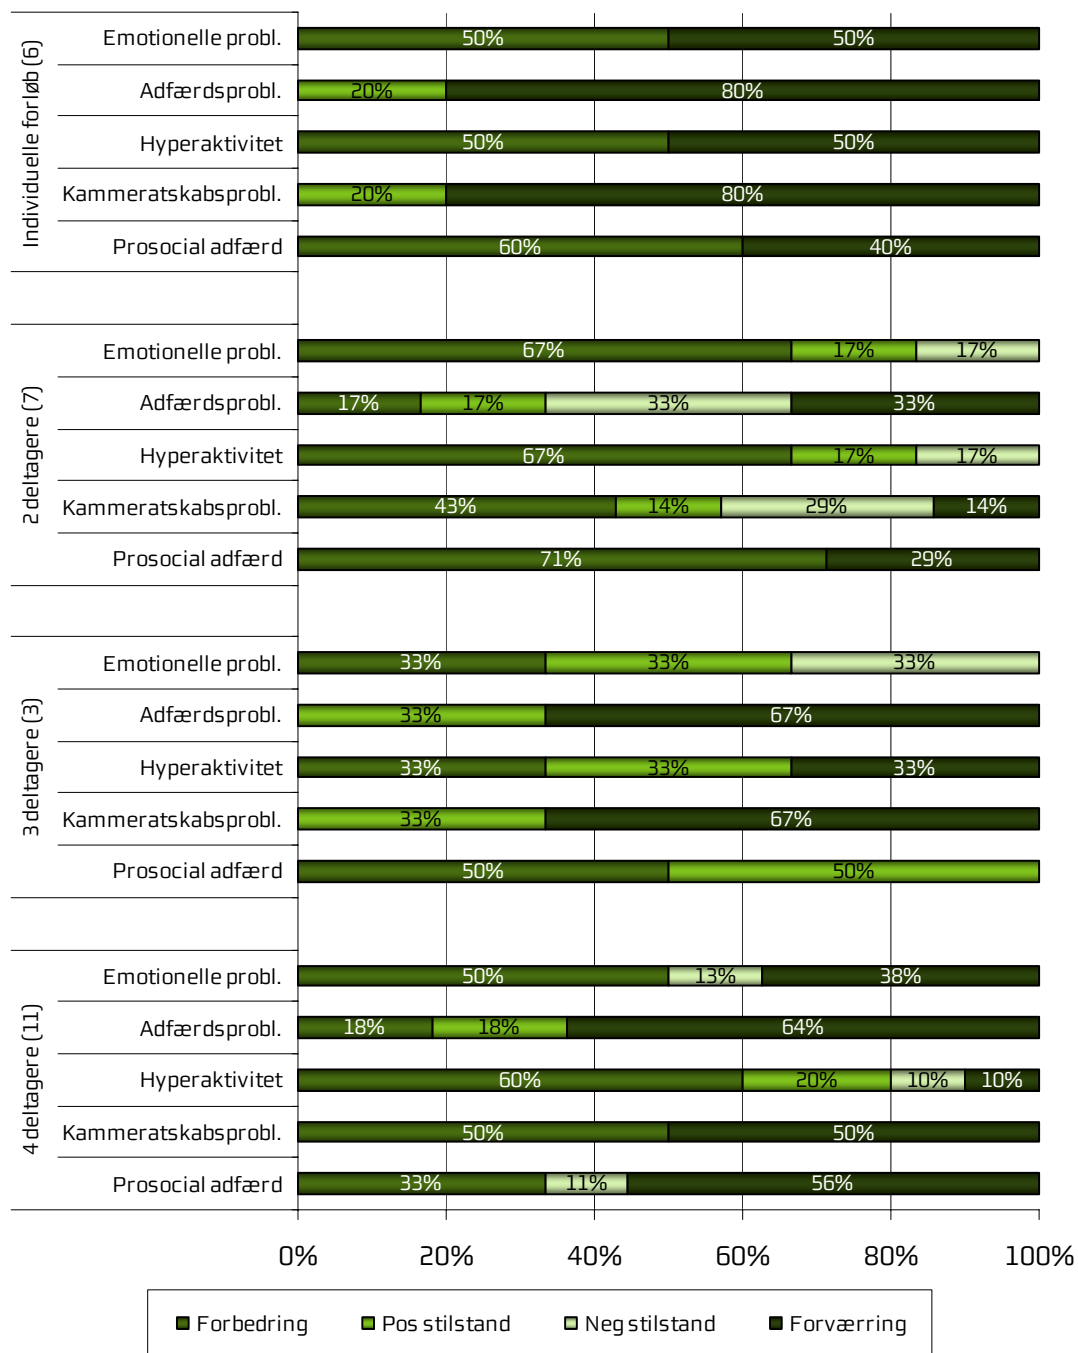 Individuelle forløb (6)
Emotionelle probl. 50% 50%
Adfærdsprobl. 20% 80%
Hyperaktivitet 50% 50%
Kammeratskabsprobl. 20% 80%
Prosocial adfærd 60% 40%
2 deltagere (7)
Emotionelle probl. 67% 17% 17%
Adfærdsprobl. 17% 17% 33% 33%
Hyperaktivitet 67% 17% 17%
Kammeratskabsprobl. 43% 14% 29% 14%
Prosocial adfærd 71% 29%
3 deltagere (3)
Emotionelle probl. 33% 33% 33%
Adfærdsprobl. 33% 67%
Hyperaktivitet 33% 33% 33%
Kammeratskabsprobl. 33% 67%
Prosocial adfærd 50% 50%
4 deltagere (11)
Emotionelle probl. 50% 13% 38%
Adfærdsprobl. 18% 18% 64%
Hyperaktivitet 60% 20% 10% 10%
Kammeratskabsprobl. 50% 50%
Prosocial adfærd 33% 11% 56%
0% 20% 40% 60% 80% 100%
Forbedring Pos stilstand Neg stilstand Forværring